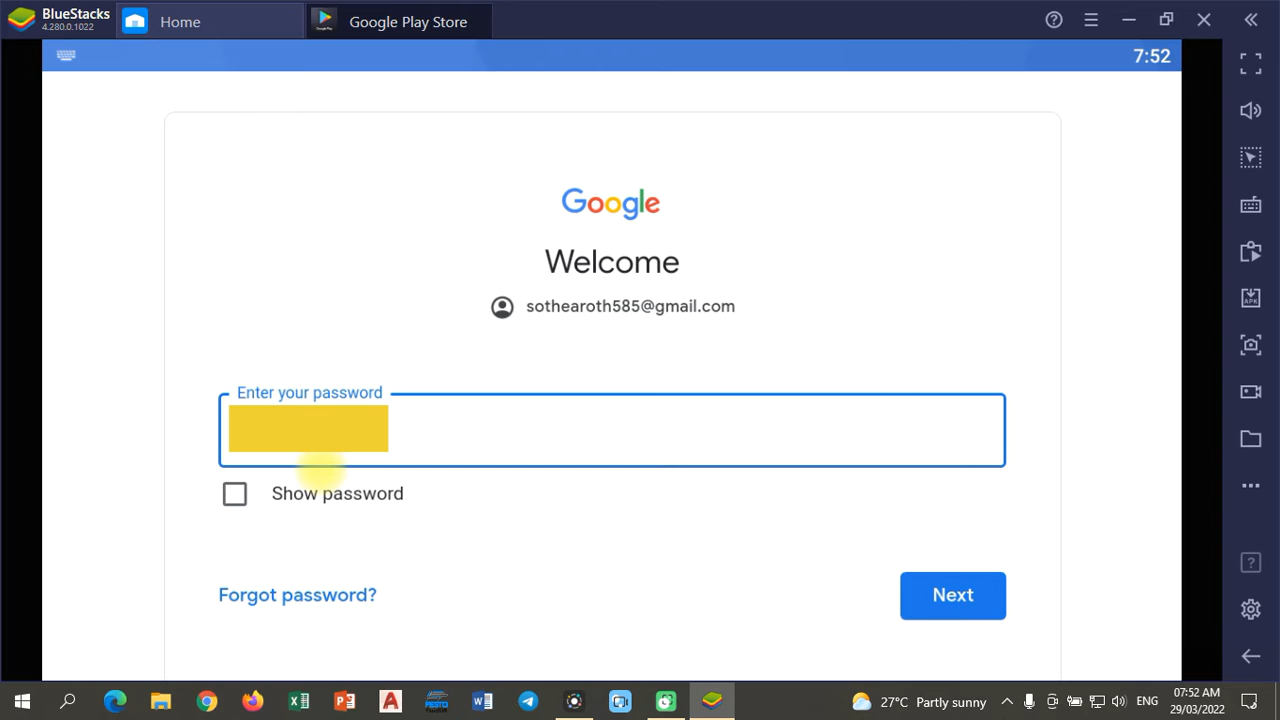 BlueStacks
4.280.0.1022
Home
Google Play Store
7:52
Google
Welcome
sothearoth585@gmail.com
Enter your password
Show password
Forgot password?
Next
APK
27°C Partly sunny
ENG
07:52 AM
29/03/2022